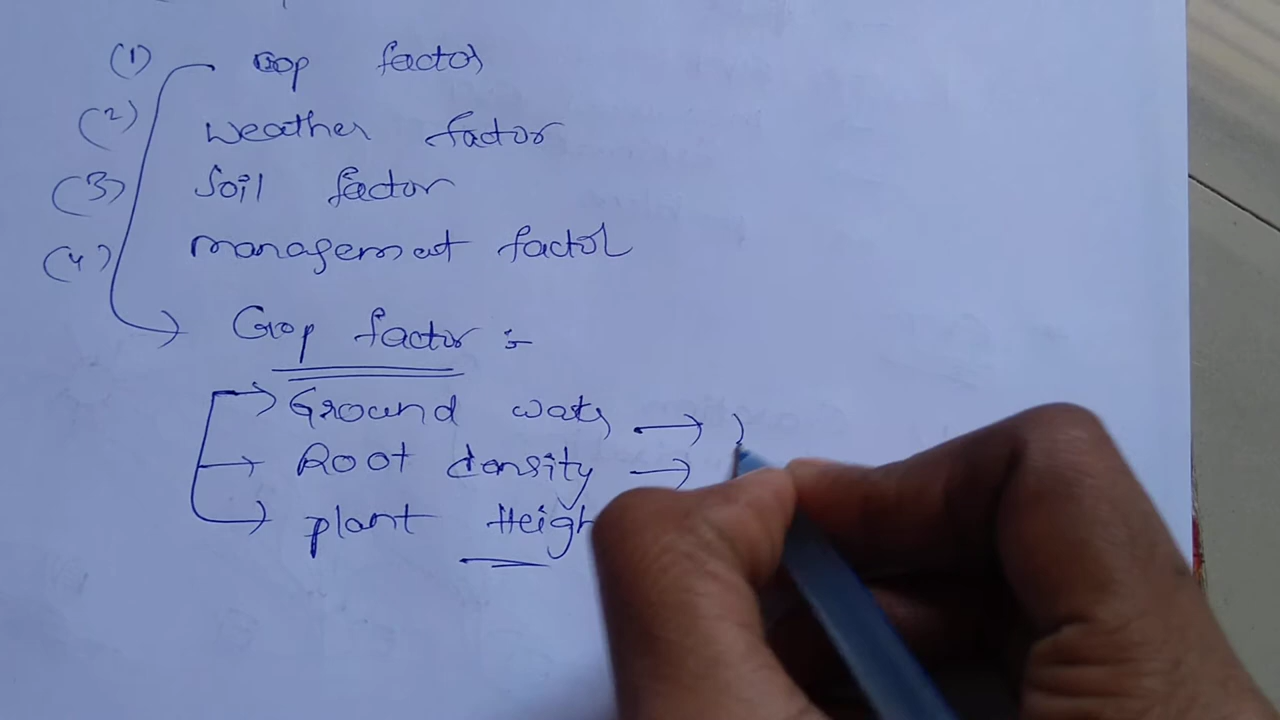 (1) Crop factor
(2) Weather factor
(3) Soil factor
(4) management factor
Crop factor :-
Ground water
Root density
plant Heigh